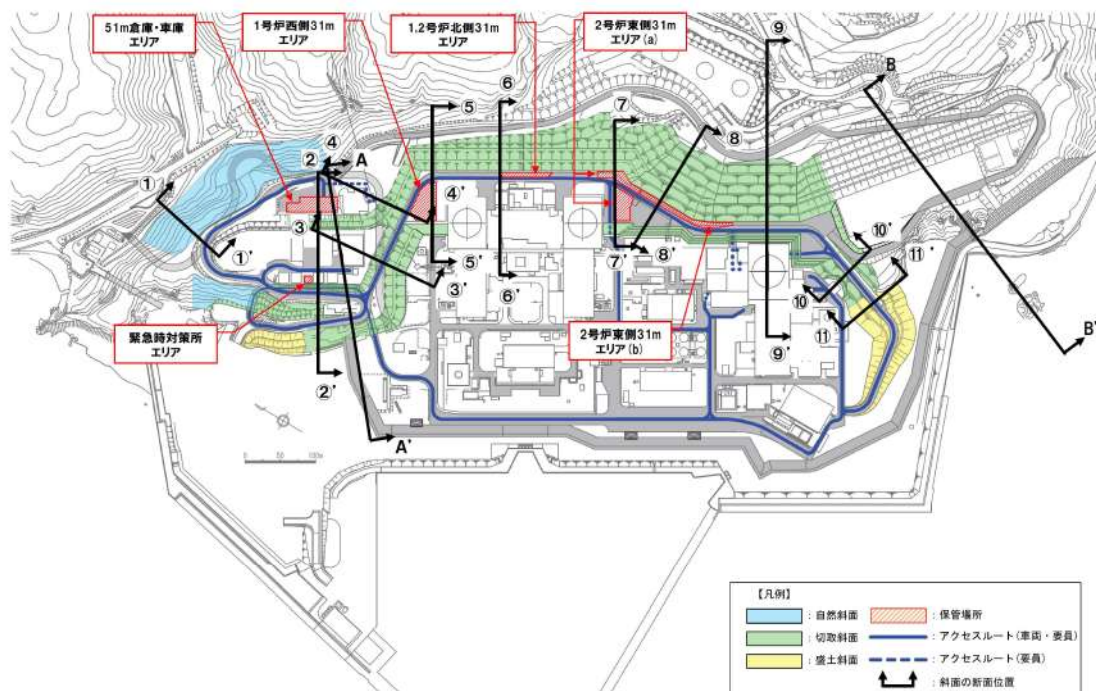 51m倉庫・車庫
エリア
1号炉西側31m
エリア
1,2号炉北側31m
エリア
2号炉東側31m
エリア(a)
⑨
B
⑥
⑤
⑦
⑧
④
②
A
①
③
④'
①'
⑤'
③'
⑥'
⑦'
⑧'
⑩'
⑪'
⑩
⑪
緊急時対策所
エリア
2号炉東側31m
エリア(b)
⑨'
B'
②'
A'
0 50 100m
【凡例】
:自然斜面
:保管場所
:切取斜面
:アクセスルート(車両・要員)
:盛土斜面
:アクセスルート(要員)
:斜面の断面位置